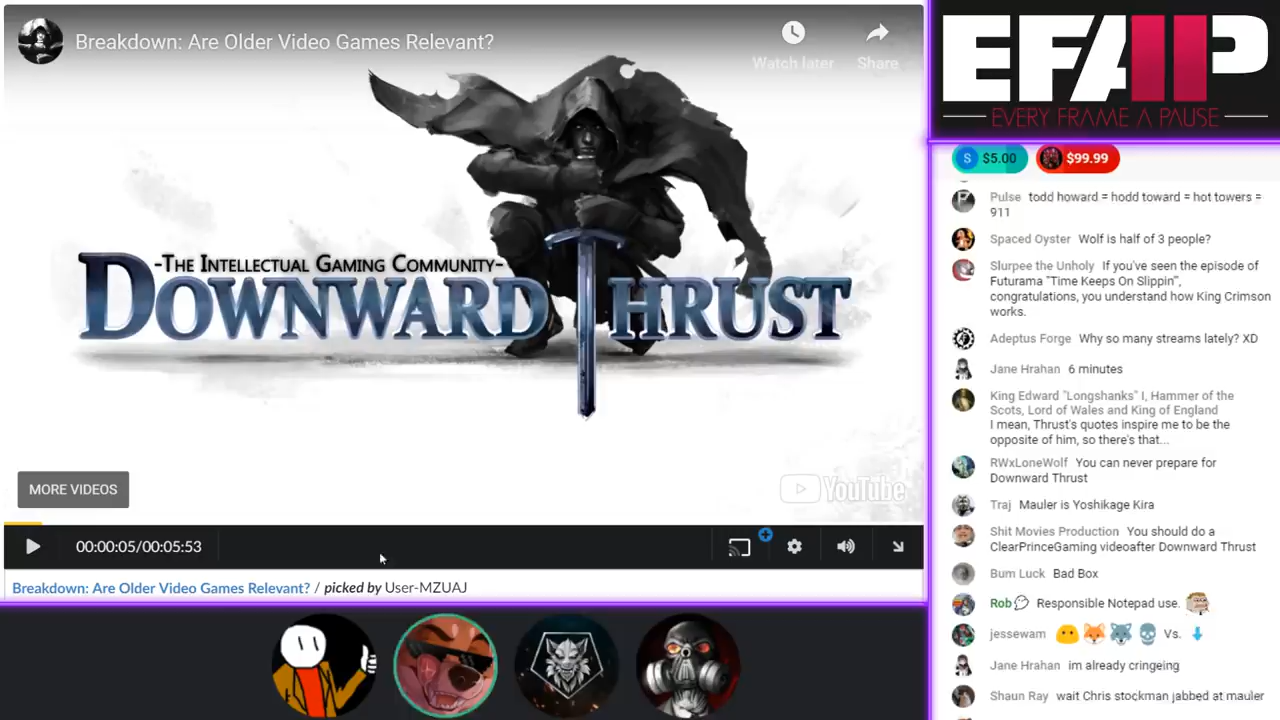 Breakdown: Are Older Video Games Relevant?
Watch later
Share
-THE INTELLECTUAL GAMING COMMUNITY-
DOWNWARD THRUST
MORE VIDEOS
YouTube
00:00:05/00:05:53
Breakdown: Are Older Video Games Relevant? / picked by User-MZUAJ
EFAP
EVERY FRAME A PAUSE
S $5.00
$99.99
Pulse todd howard = hodd toward = hot towers =
911
Spaced Oyster Wolf is half of 3 people?
Slurpee the Unholy If you've seen the episode of
Futurama "Time Keeps On Slippin",
congratulations, you understand how King Crimson
works.
Adeptus Forge Why so many streams lately? XD
Jane Hrahan 6 minutes
King Edward "Longshanks" I, Hammer of the
Scots, Lord of Wales and King of England
I mean, Thrust's quotes inspire me to be the
opposite of him, so there's that...
RWxLoneWolf You can never prepare for
Downward Thrust
Traj Mauler is Yoshikage Kira
Shit Movies Production You should do a
ClearPrinceGaming videoafter Downward Thrust
Bum Luck Bad Box
Rob Responsible Notepad use.
jessewam Vs.
Jane Hrahan im already cringeing
Shaun Ray wait Chris stockman jabbed at mauler